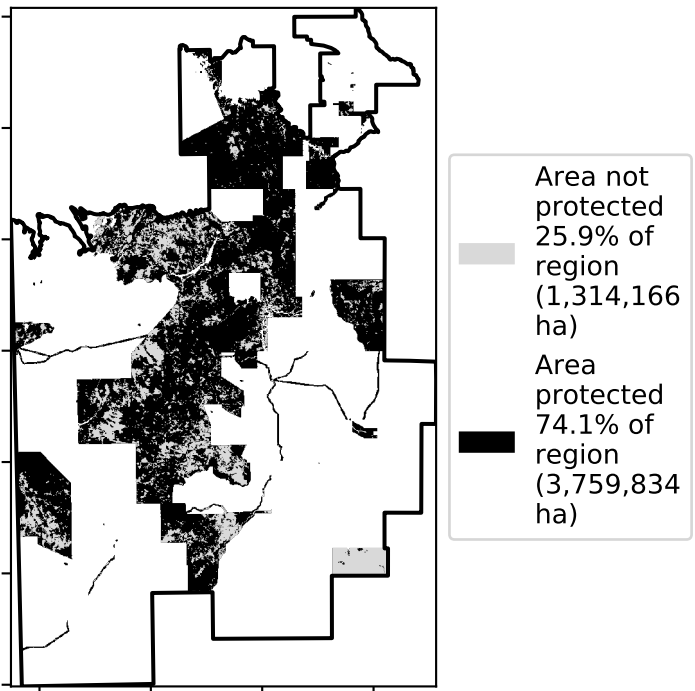 Area not
protected
25.9% of
region
(1,314,166
ha)
Area
protected
74.1% of
region
(3,759,834
ha)